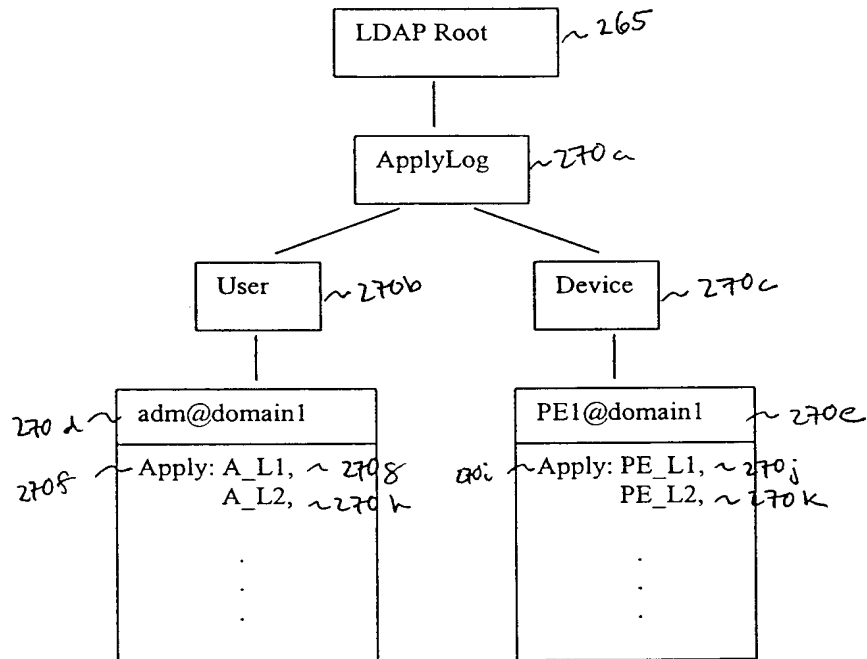 LDAP Root ~ 265
ApplyLog ~270a
User ~270b
Device ~270c
270d ~ adm@domain1
PE1@domain1 ~270e
270f ~ Apply: A_L1, ~270g
A_L2, ~270h
.
.
.
270i ~ Apply: PE_L1, ~270j
PE_L2, ~270k
.
.
.